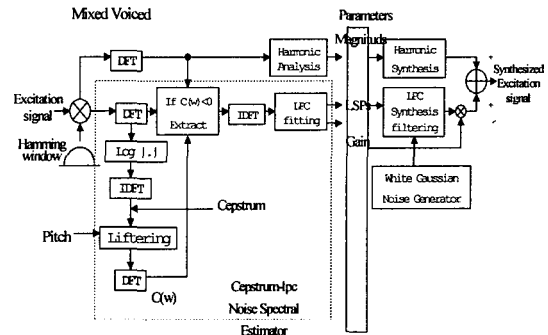 Mixed Voiced
Parameters
Magnituds
DFT
Harmonic
Analysis
Harmonic
Synthesis
Synthesized
Excitation
signal
Excitation
signal
Hamming
window
DFT
If C(w)<0
Extract
IDFT
LPC
fitting
LSPs
LPC
Synthesis
filtering
Gain
Log |.|
IDFT
White Gaussian
Noise Generator
Cepstrum
Pitch
Liftering
DFT
C(w)
Cepstrum-lpc
Noise Spectral
Estimator